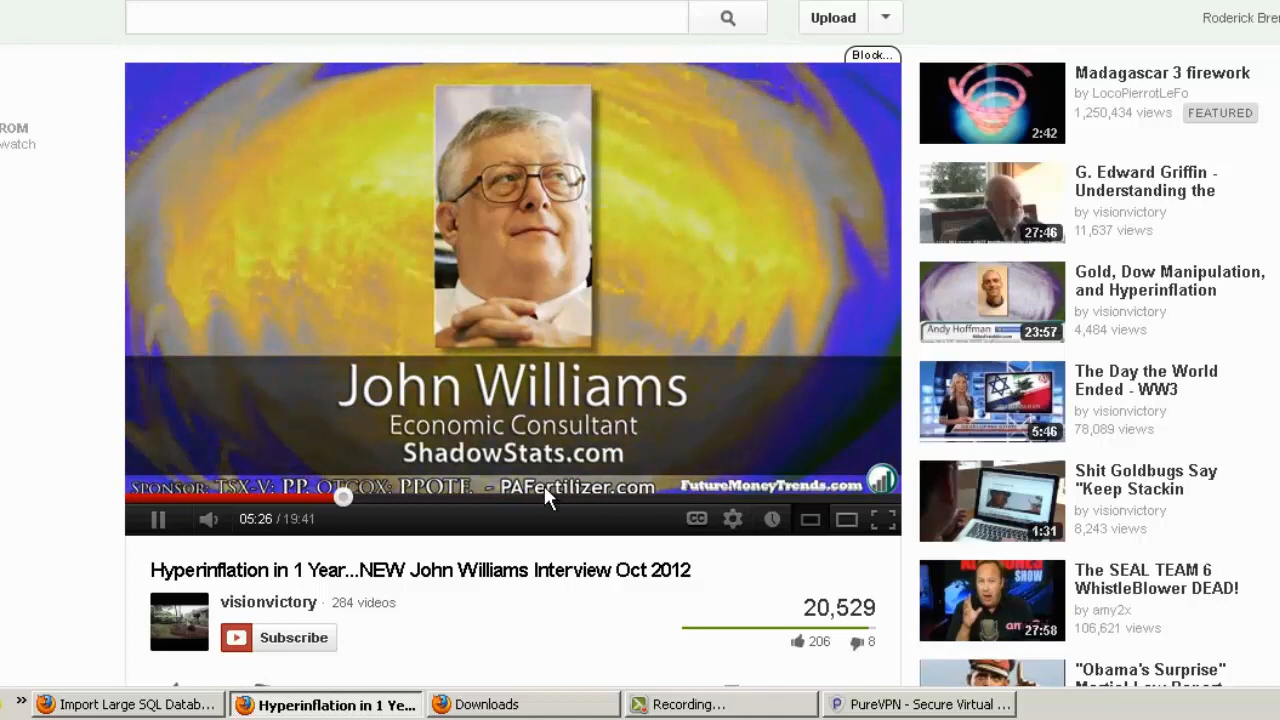 Upload
Roderick Bre
Block...
ROM
watch
John Williams
Economic Consultant
ShadowStats.com
SPONSOR: TSX-V: PP. OTCQX: PPOTF. - PAFertilizer.com
FutureMoneyTrends.com
05:26 / 19:41
CC
Hyperinflation in 1 Year...NEW John Williams Interview Oct 2012
visionvictory · 284 videos
Subscribe
20,529
206 8
2:42
Madagascar 3 firework
by LocoPierrotLeFo
1,250,434 views FEATURED
27:46
G. Edward Griffin -
Understanding the
by visionvictory
11,637 views
Andy Hoffman
23:57
Gold, Dow Manipulation,
and Hyperinflation
by visionvictory
4,484 views
5:46
The Day the World
Ended - WW3
by visionvictory
78,089 views
1:31
Shit Goldbugs Say
"Keep Stackin
by visionvictory
8,243 views
SHOW
27:58
The SEAL TEAM 6
WhistleBlower DEAD!
by amy2x
106,621 views
"Obama's Surprise"
Martial Law Report
» Import Large SQL Datab...
Hyperinflation in 1 Ye...
Downloads
Recording...
PureVPN - Secure Virtual ...